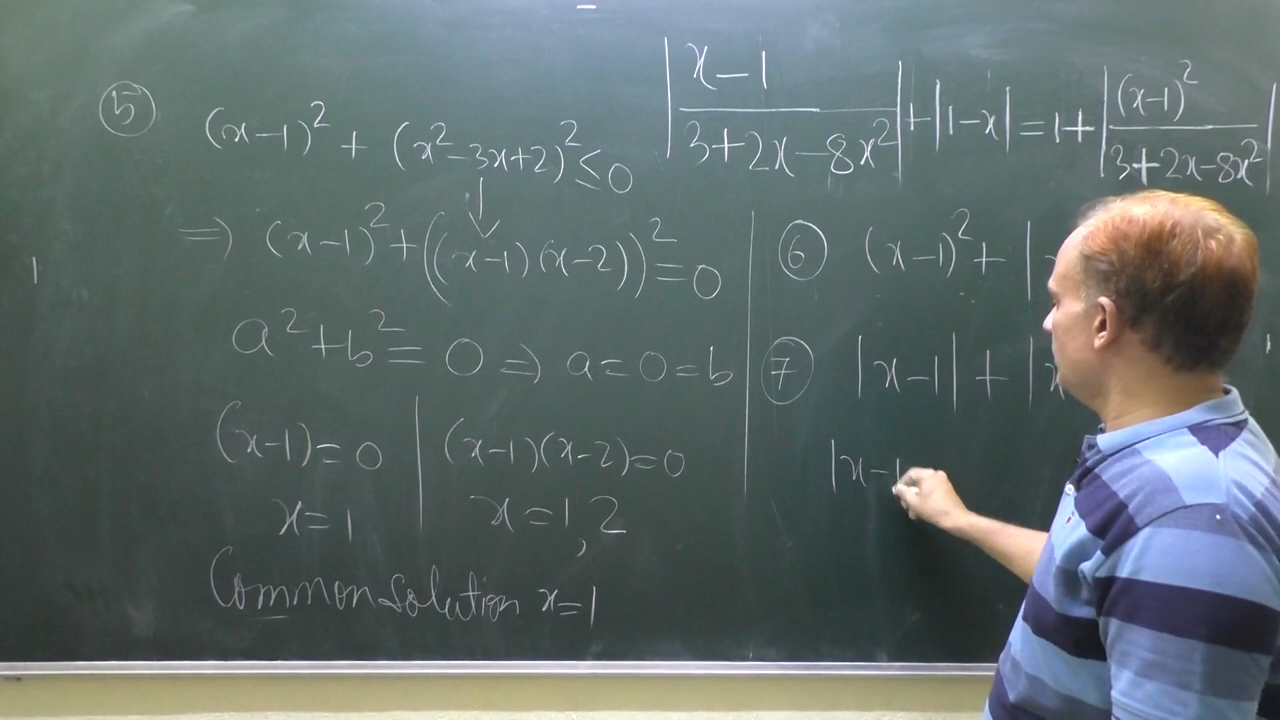 ⑤ (x-1)² + (x²-3x+2)² ≤ 0
⇒ (x-1)² + ((x-1)(x-2))² = 0
a² + b² = 0 ⇒ a = 0 = b
(x-1) = 0 | (x-1)(x-2) = 0
x = 1 | x = 1, 2
Common solution x = 1
|(x-1)/(3+2x-8x²)| + |1-x| = 1 + |(x-1)²/(3+2x-8x²)|
⑥ (x-1)² + |
⑦ |x-1| + |x
|x-1